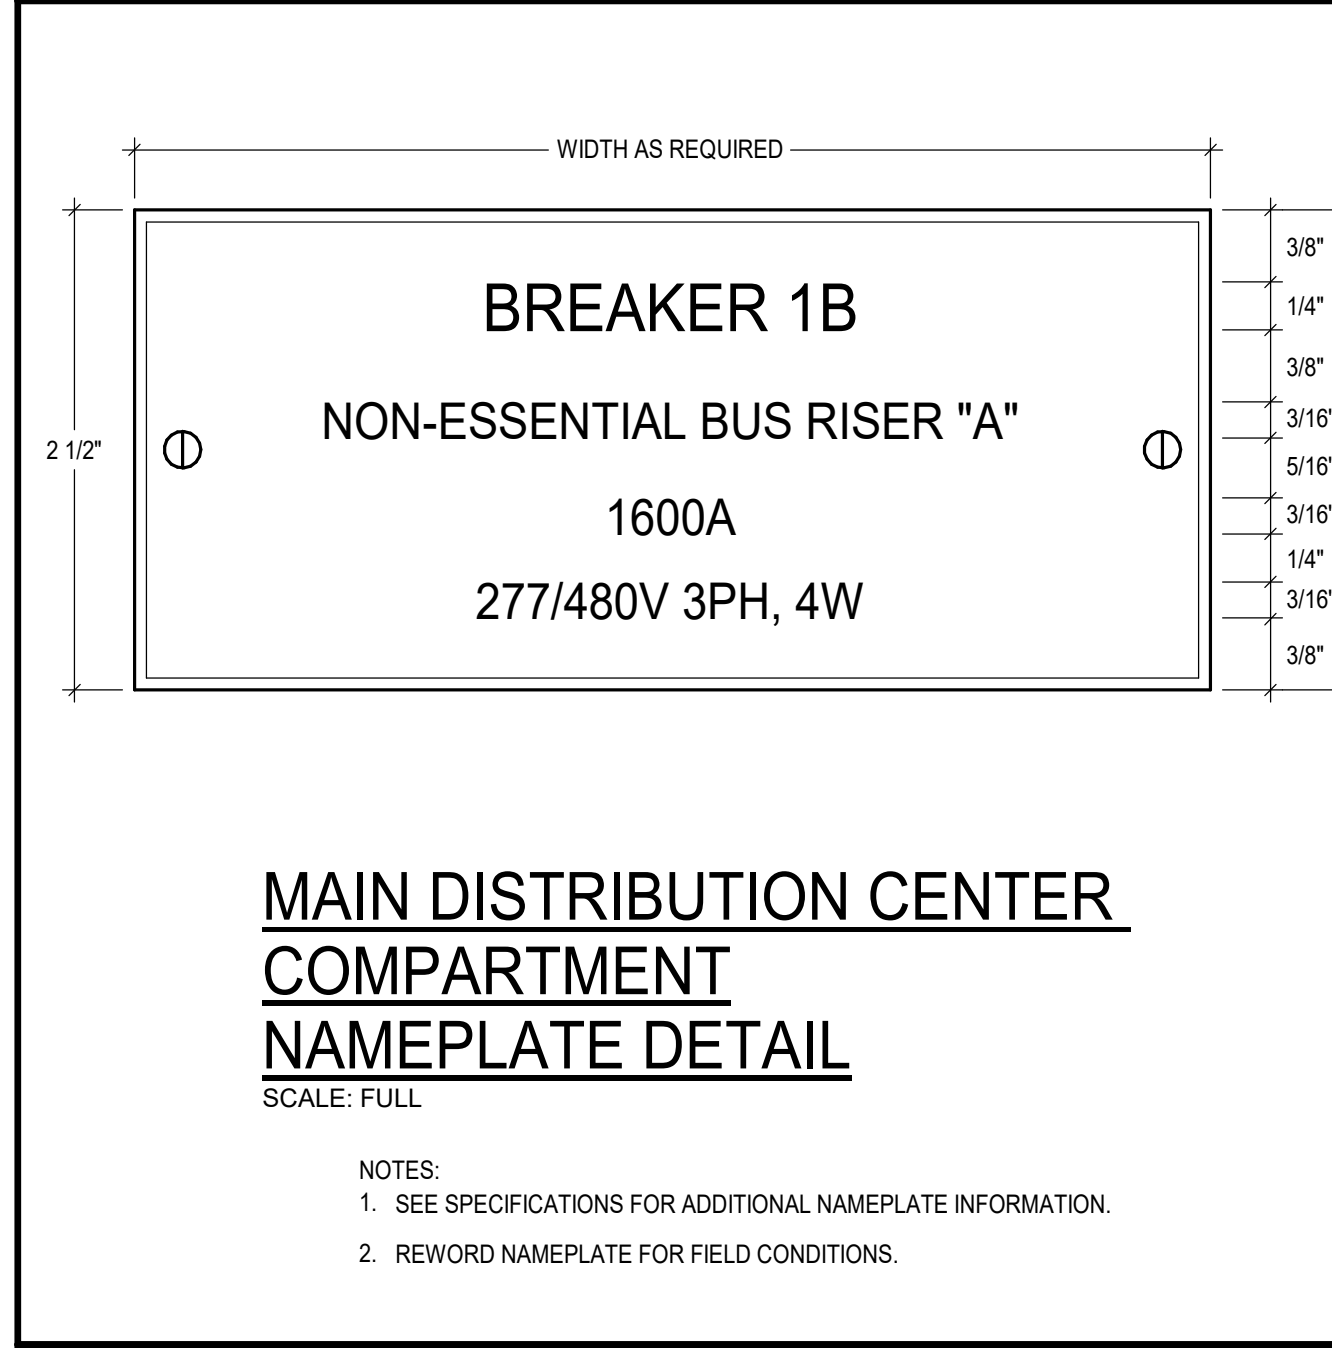 WIDTH AS REQUIRED
3/8"
BREAKER 1B
1/4"
3/8"
NON-ESSENTIAL BUS RISER "A"
3/16"
2 1/2"
5/16"
1600A
3/16"
1/4"
277/480V 3PH, 4W
3/16"
3/8"
MAIN DISTRIBUTION CENTER
COMPARTMENT
NAMEPLATE DETAIL
SCALE: FULL
NOTES:
1. SEE SPECIFICATIONS FOR ADDITIONAL NAMEPLATE INFORMATION.
2. REWORD NAMEPLATE FOR FIELD CONDITIONS.